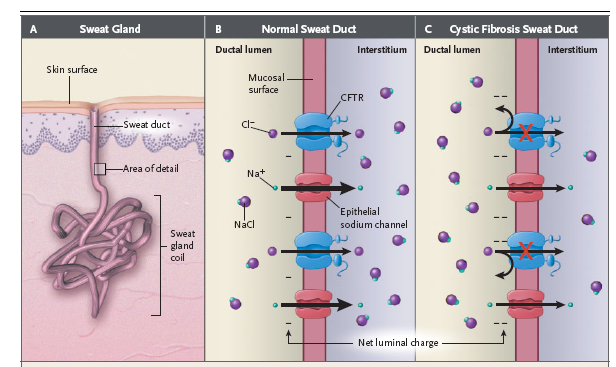 A Sweat Gland
Skin surface
Sweat duct
Area of detail
Sweat
gland
coil
B Normal Sweat Duct
Ductal lumen Interstitium
Mucosal
surface
CFTR
Cl–
Na+
NaCl
Epithelial
sodium channel
Net luminal charge
C Cystic Fibrosis Sweat Duct
Ductal lumen Interstitium